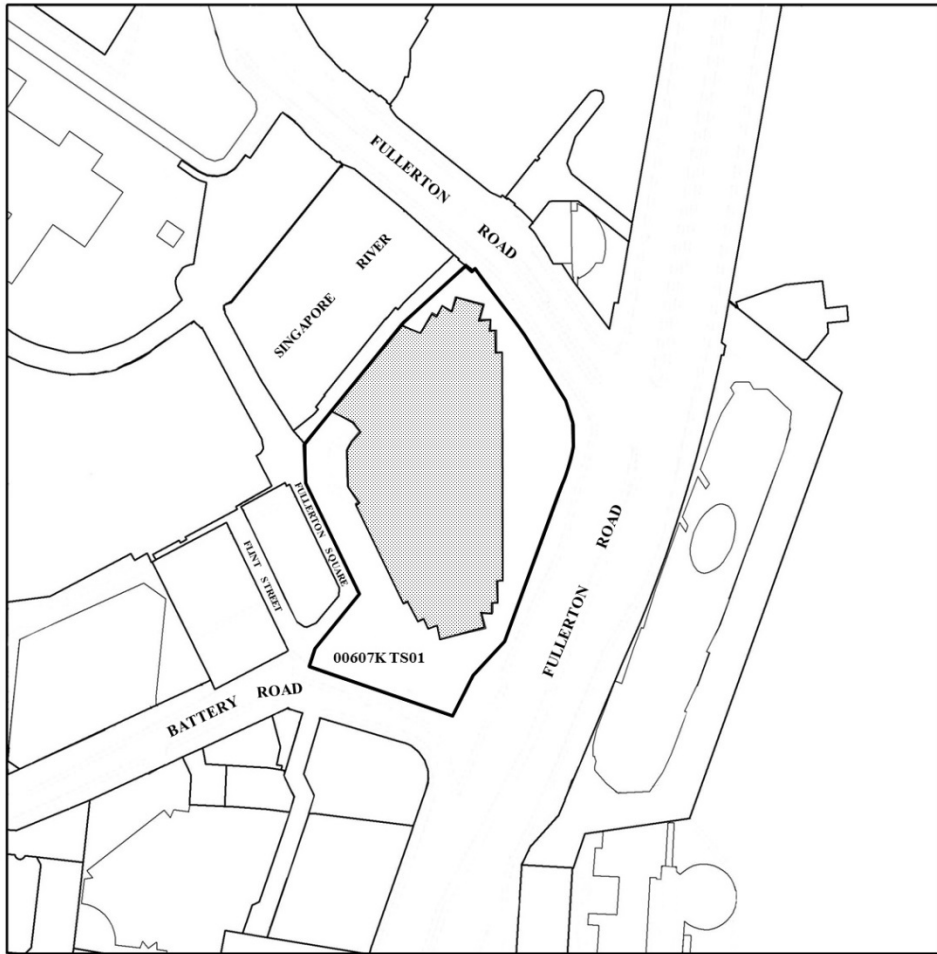 FULLERTON ROAD
SINGAPORE RIVER
FULLERTON SQUARE
FLINT STREET
FULLERTON ROAD
00607K TS01
BATTERY ROAD